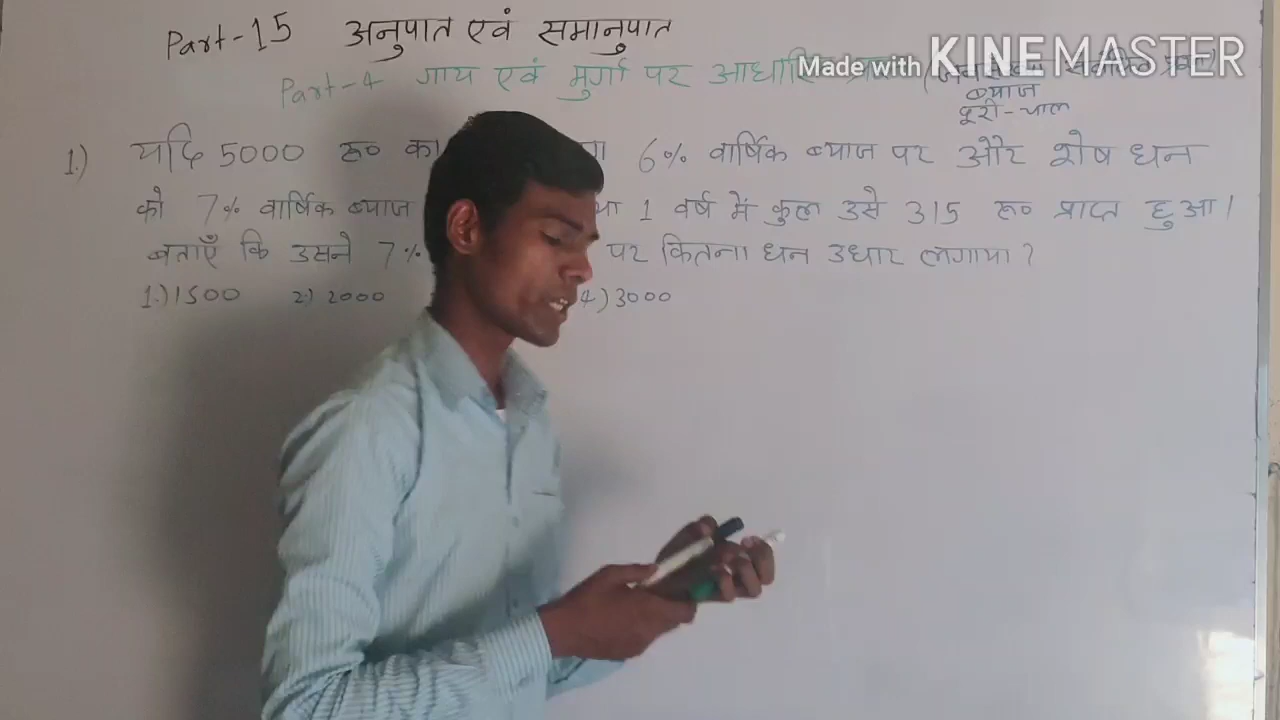 Part-15 अनुपात एवं समानुपात
Made with KINEMASTER
Part-4 गाय एवं मुर्गा पर
ब्याज
दूरी-चाल
1.) यदि 5000 रू० का 6% वार्षिक ब्याज पर और शेष धन
को 7% वार्षिक ब्याज 1 वर्ष में कुल उसे 315 रू० प्राप्त हुआ।
बताएँ कि उसने 7% पर कितना धन उधार लगाया?
1.) 1500 2.) 2000 4.) 3000